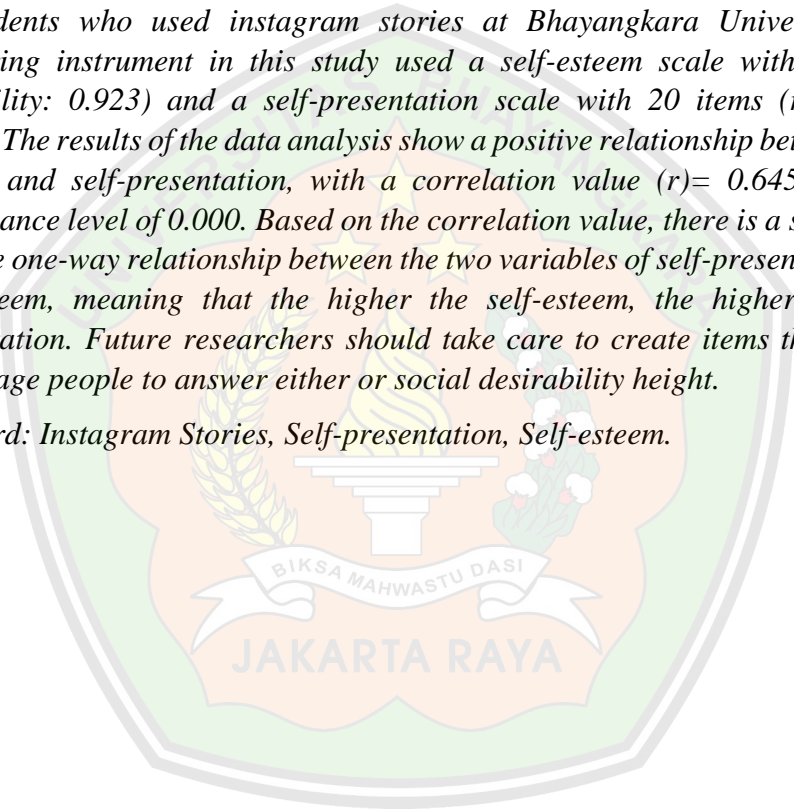 dents who used instagram stories at Bhayangkara Unive
ring instrument in this study used a self-esteem scale with
ility: 0.923) and a self-presentation scale with 20 items (r
The results of the data analysis show a positive relationship be
and self-presentation, with a correlation value (r)= 0.645
ance level of 0.000. Based on the correlation value, there is a s
e one-way relationship between the two variables of self-presen
eem, meaning that the higher the self-esteem, the higher
ation. Future researchers should take care to create items th
age people to answer either or social desirability height.
rd: Instagram Stories, Self-presentation, Self-esteem.
UNIVERSITAS BHAYANGKARA
BIKSA MAHWASTU DASI
JAKARTA RAYA